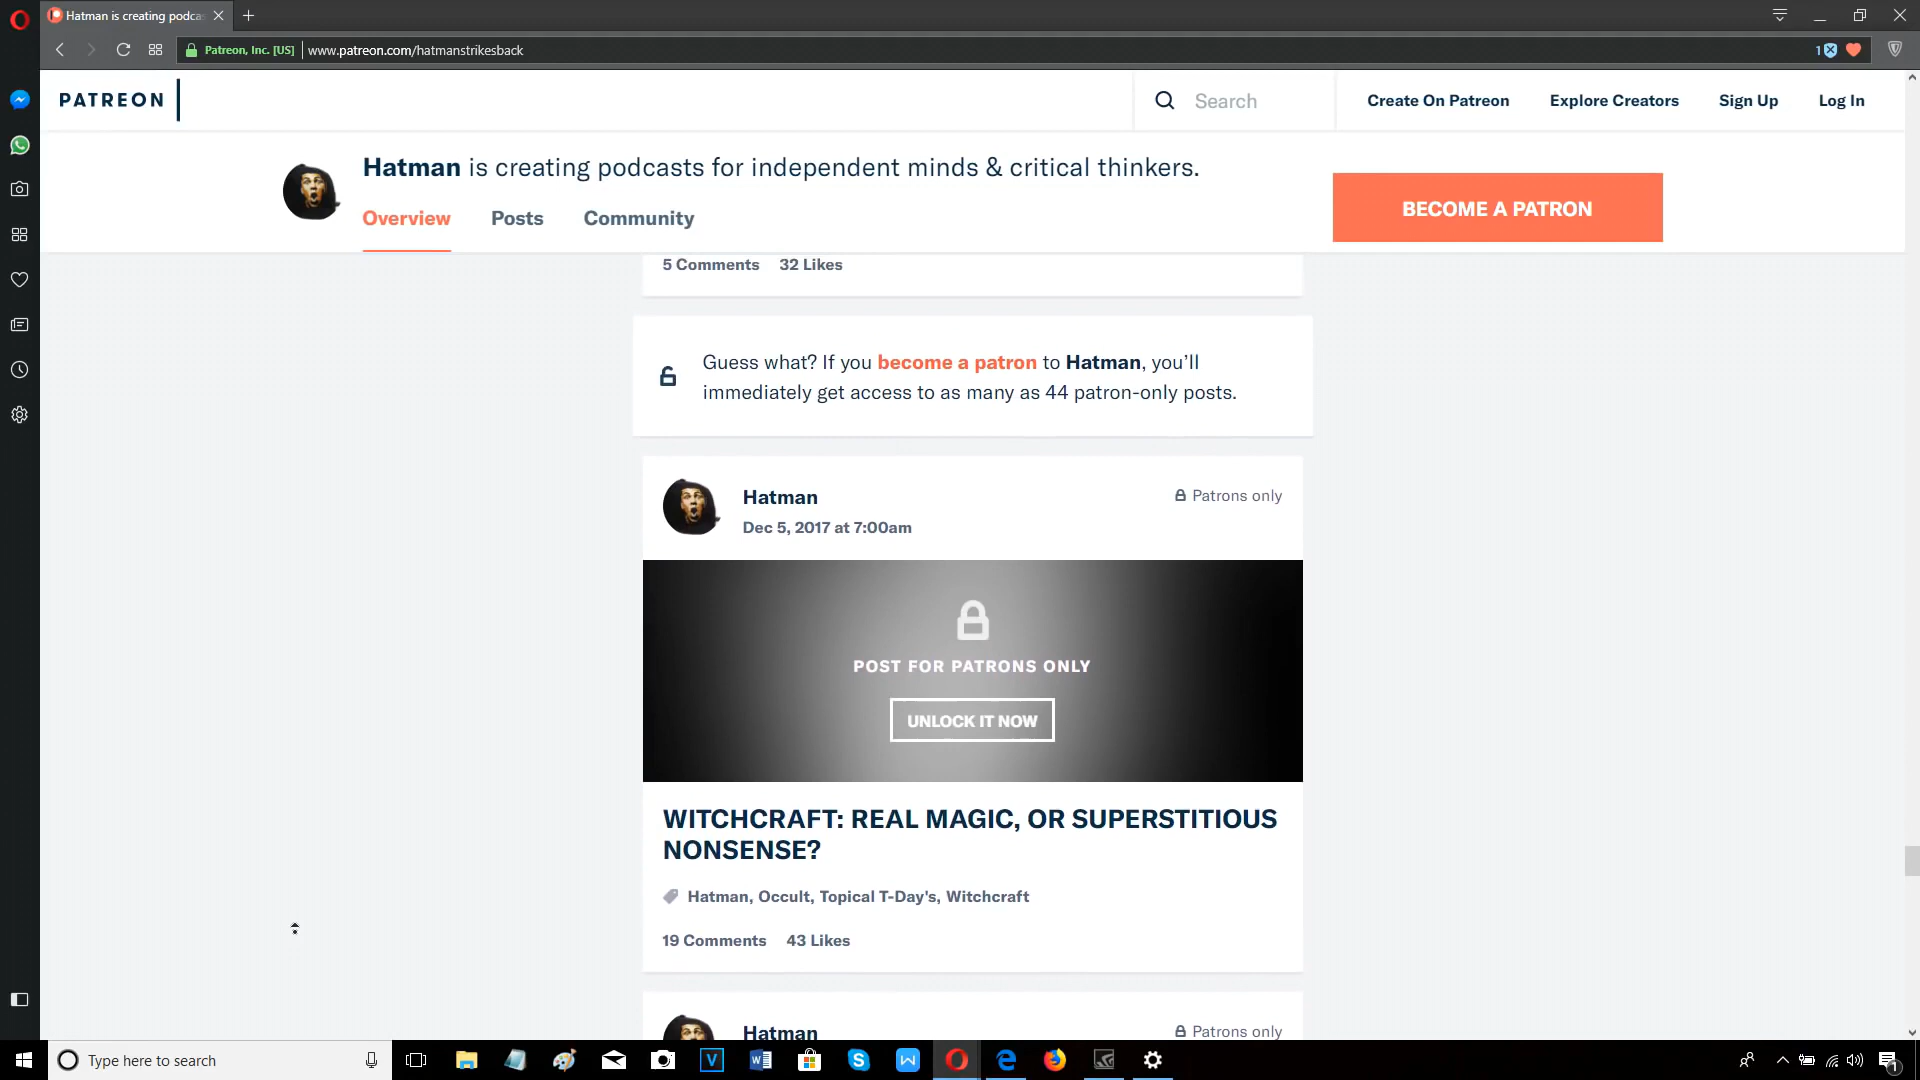 Hatman is creating podca
Patreon, Inc. [US]
www.patreon.com/hatmanstrikesback
1
PATREON
Search
Create On Patreon
Explore Creators
Sign Up
Log In
Hatman is creating podcasts for independent minds & critical thinkers.
Overview
Posts
Community
BECOME A PATRON
5 Comments
32 Likes
Guess what? If you become a patron to Hatman, you’ll
immediately get access to as many as 44 patron-only posts.
Hatman
Patrons only
Dec 5, 2017 at 7:00am
POST FOR PATRONS ONLY
UNLOCK IT NOW
WITCHCRAFT: REAL MAGIC, OR SUPERSTITIOUS
NONSENSE?
Hatman, Occult, Topical T-Day's, Witchcraft
19 Comments
43 Likes
Hatman
Patrons only
Type here to search
1